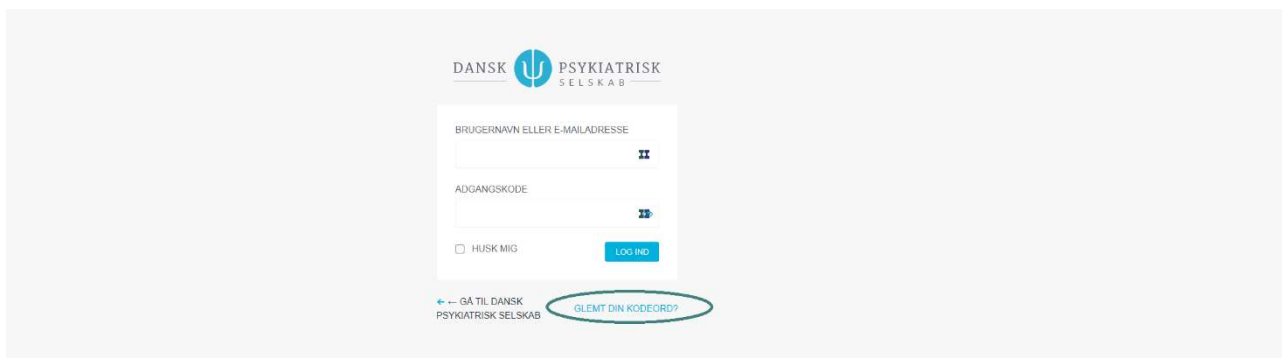 DANSK PSYKIATRISK
SELSKAB
BRUGERNAVN ELLER E-MAILADRESSE
ADGANGSKODE
HUSK MIG
LOG IND
← ← GÅ TIL DANSK
PSYKIATRISK SELSKAB
GLEMT DIN KODEORD?